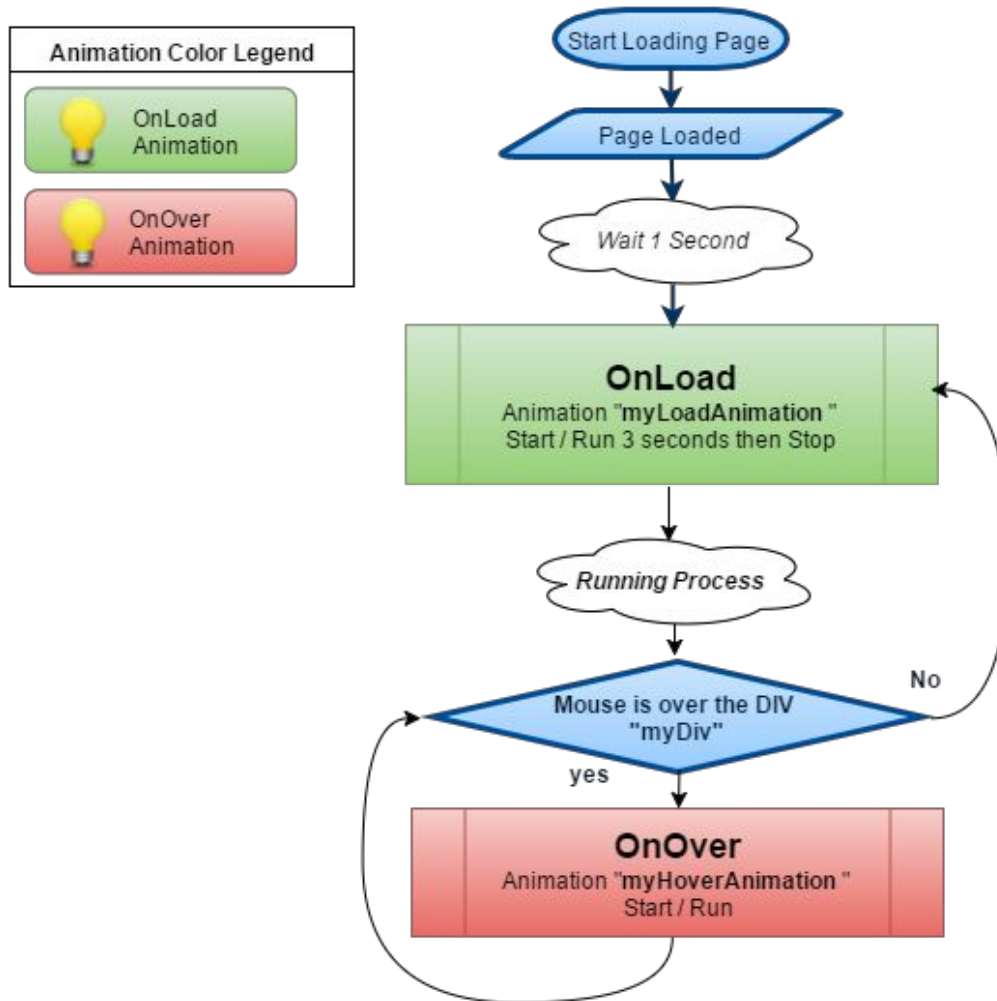 Animation Color Legend
OnLoad
Animation
OnOver
Animation
Start Loading Page
Page Loaded
Wait 1 Second
OnLoad
Animation "myLoadAnimation "
Start / Run 3 seconds then Stop
Running Process
Mouse is over the DIV
"myDiv"
No
yes
OnOver
Animation "myHoverAnimation "
Start / Run